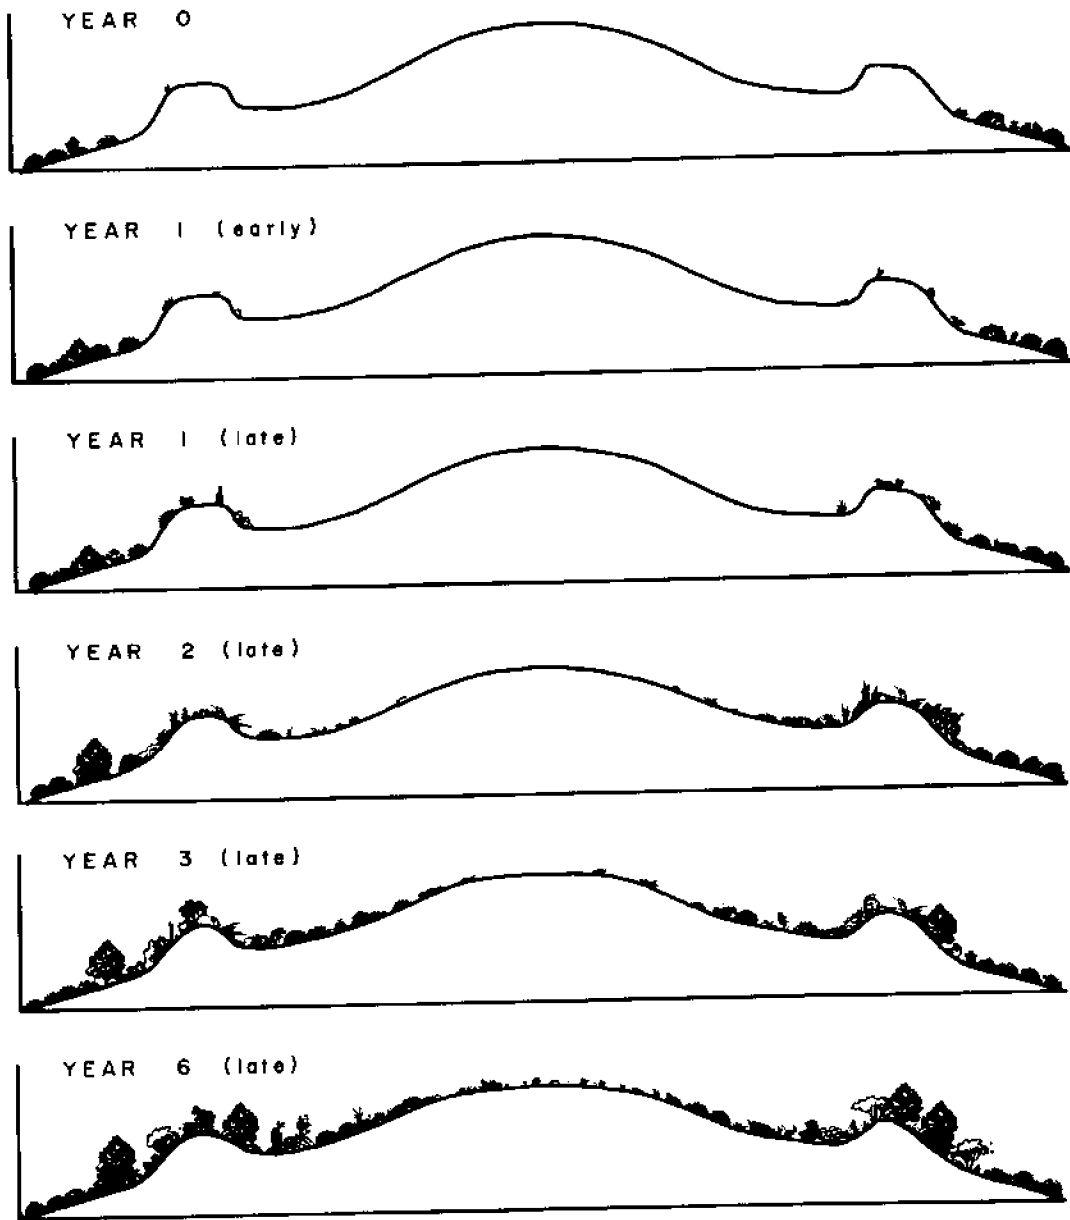 YEAR 0
YEAR 1 (early)
YEAR 1 (late)
YEAR 2 (late)
YEAR 3 (late)
YEAR 6 (late)